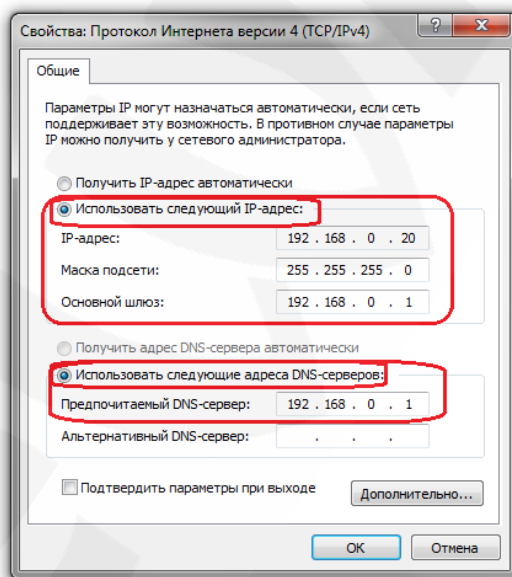 Свойства: Протокол Интернета версии 4 (TCP/IPv4)
?
Общие
Параметры IP могут назначаться автоматически, если сеть
поддерживает эту возможность. В противном случае параметры
IP можно получить у сетевого администратора.
Получить IP-адрес автоматически
Использовать следующий IP-адрес:
IP-адрес: 192 . 168 . 0 . 20
Маска подсети: 255 . 255 . 255 . 0
Основной шлюз: 192 . 168 . 0 . 1
Получить адрес DNS-сервера автоматически
Использовать следующие адреса DNS-серверов:
Предпочитаемый DNS-сервер: 192 . 168 . 0 . 1
Альтернативный DNS-сервер: . . .
Подтвердить параметры при выходе
Дополнительно...
ОК
Отмена